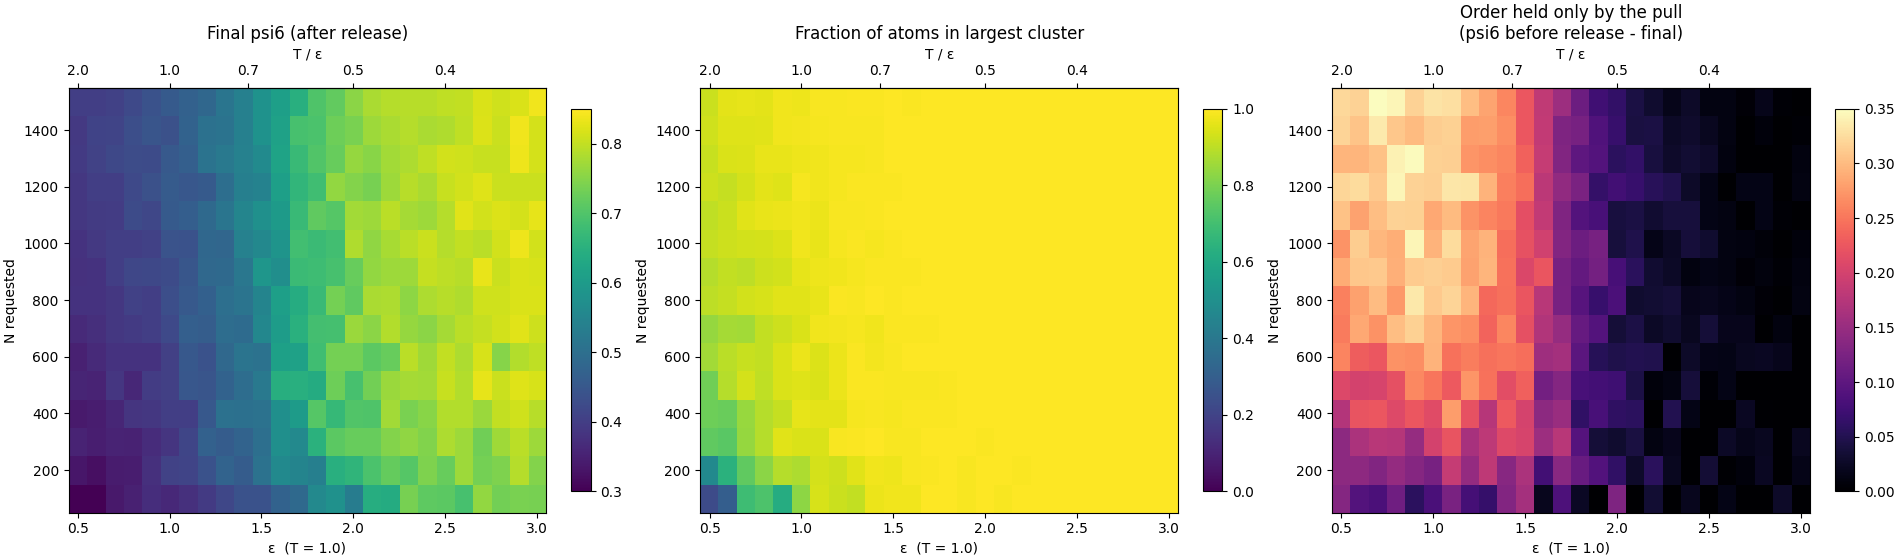 Final psi6 (after release)
T / ε
2.0 1.0 0.7 0.5 0.4
N requested
1400
1200
1000
800
600
400
200
0.5 1.0 1.5 2.0 2.5 3.0
ε (T = 1.0)
0.8
0.7
0.6
0.5
0.4
0.3
Fraction of atoms in largest cluster
T / ε
2.0 1.0 0.7 0.5 0.4
N requested
1400
1200
1000
800
600
400
200
0.5 1.0 1.5 2.0 2.5 3.0
ε (T = 1.0)
1.0
0.8
0.6
0.4
0.2
0.0
Order held only by the pull
(psi6 before release - final)
T / ε
2.0 1.0 0.7 0.5 0.4
N requested
1400
1200
1000
800
600
400
200
0.5 1.0 1.5 2.0 2.5 3.0
ε (T = 1.0)
0.35
0.30
0.25
0.20
0.15
0.10
0.05
0.00